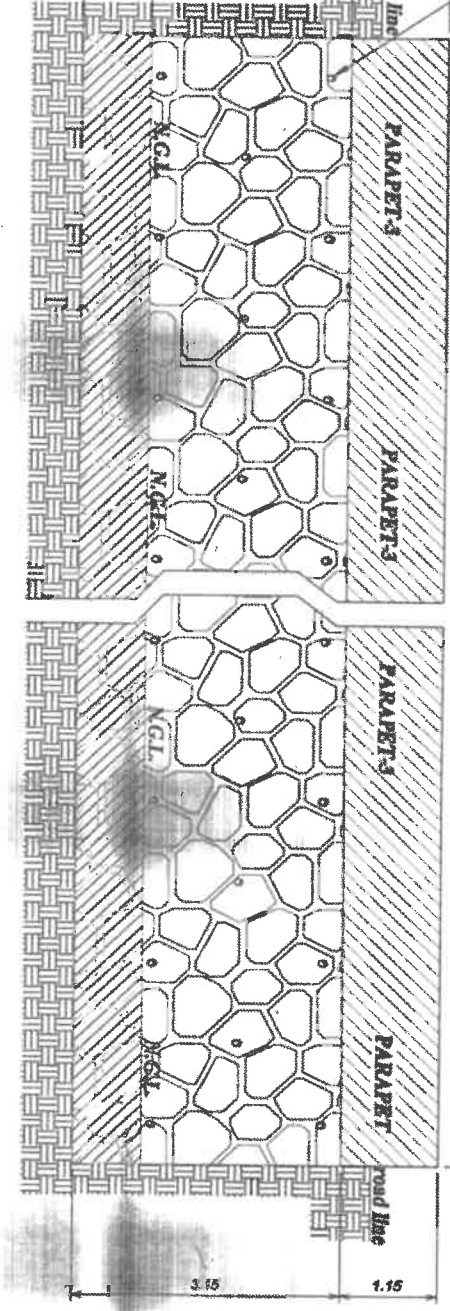 line
PARAPET-3
PARAPET-3
PARAPET-3
PARAPET
road line
N.G.L.
N.G.L.
N.G.L.
N.G.L.
3.15
1.15